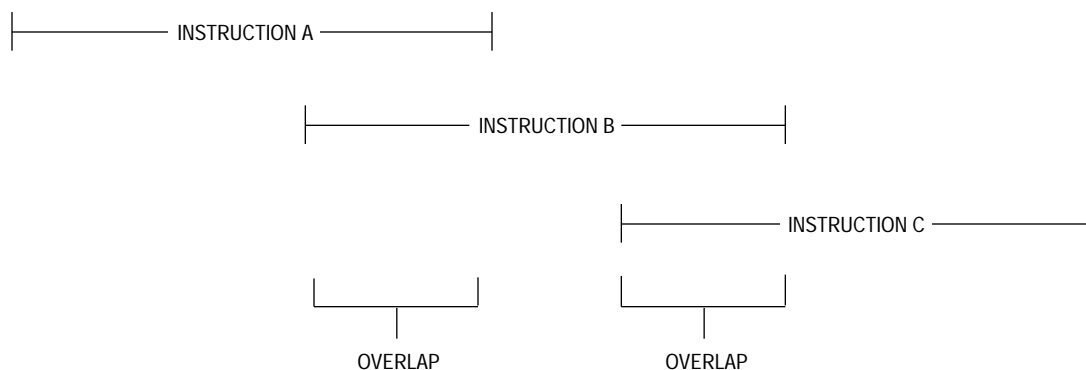 INSTRUCTION A
INSTRUCTION B
INSTRUCTION C
OVERLAP
OVERLAP